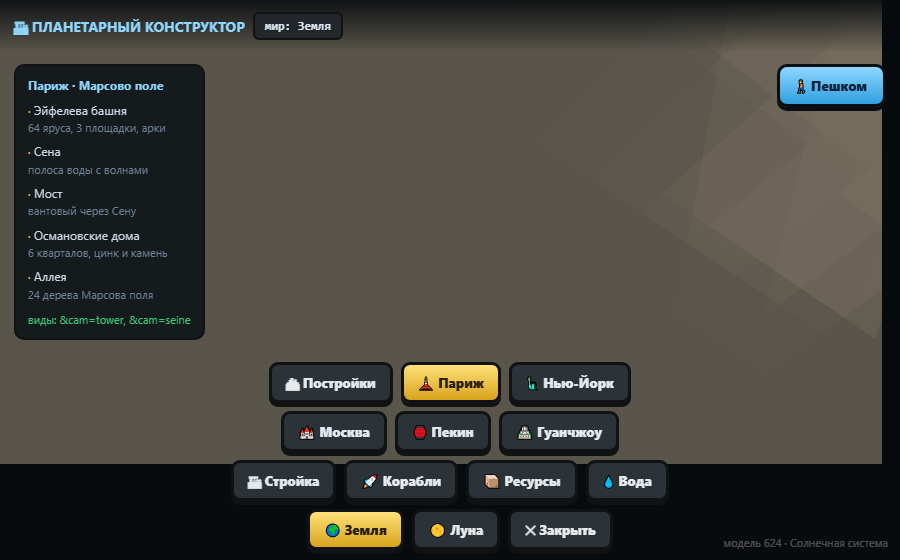 ПЛАНЕТАРНЫЙ КОНСТРУКТОР
мир: Земля
Париж · Марсово поле
· Эйфелева башня
64 яруса, 3 площадки, арки
· Сена
полоса воды с волнами
· Мост
вантовый через Сену
· Османовские дома
6 кварталов, цинк и камень
· Аллея
24 дерева Марсова поля
виды: &cam=tower, &cam=seine
Пешком
Постройки
Париж
Нью-Йорк
Москва
Пекин
Гуанчжоу
Стройка
Корабли
Ресурсы
Вода
Земля
Луна
Закрыть
модель 624 · Солнечная система